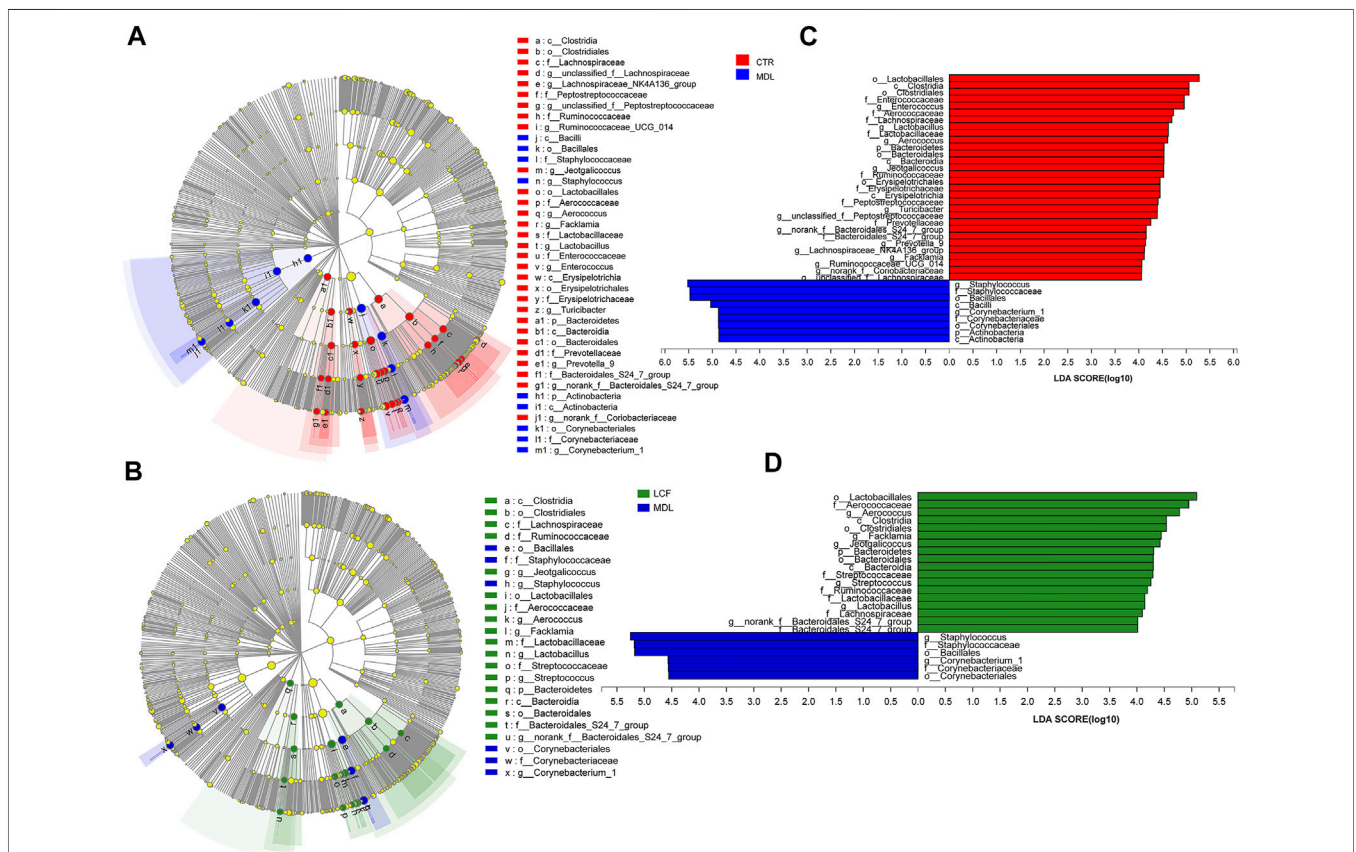 A
a : c__Clostridia
b : o__Clostridiales
c : f__Lachnospiraceae
d : g__unclassified_f__Lachnospiraceae
e : g__Lachnospiraceae_NK4A136_group
f : f__Peptostreptococcaceae
g : g__unclassified_f__Peptostreptococcaceae
h : f__Ruminococcaceae
i : g__Ruminococcaceae_UCG_014
j : c__Bacilli
k : o__Bacillales
l : f__Staphylococcaceae
m : g__Jeotgalicoccus
n : g__Staphylococcus
o : o__Lactobacillales
p : f__Aerococcaceae
q : g__Aerococcus
r : g__Facklamia
s : f__Lactobacillaceae
t : g__Lactobacillus
u : f__Enterococcaceae
v : g__Enterococcus
w : c__Erysipelotrichia
x : o__Erysipelotrichales
y : f__Erysipelotrichaceae
z : g__Turicibacter
a1 : p__Bacteroidetes
b1 : c__Bacteroidia
c1 : o__Bacteroidales
d1 : f__Prevotellaceae
e1 : g__Prevotella_9
f1 : f__Bacteroidales_S24_7_group
g1 : g__norank_f__Bacteroidales_S24_7_group
h1 : p__Actinobacteria
i1 : c__Actinobacteria
j1 : g__norank_f__Coriobacteriaceae
k1 : o__Corynebacteriales
l1 : f__Corynebacteriaceae
m1 : g__Corynebacterium_1
CTR
MDL
C
o__Lactobacillales
c__Clostridia
o__Clostridiales
f__Enterococcaceae
g__Enterococcus
f__Aerococcaceae
f__Lachnospiraceae
g__Lactobacillus
f__Lactobacillaceae
g__Aerococcus
p__Bacteroidetes
o__Bacteroidales
c__Bacteroidia
g__Jeotgalicoccus
f__Ruminococcaceae
o__Erysipelotrichales
f__Erysipelotrichaceae
c__Erysipelotrichia
f__Peptostreptococcaceae
g__Turicibacter
g__unclassified_f__Peptostreptococcaceae
f__Prevotellaceae
g__norank_f__Bacteroidales_S24_7_group
f__Bacteroidales_S24_7_group
g__Prevotella_9
g__Lachnospiraceae_NK4A136_group
g__Facklamia
g__Ruminococcaceae_UCG_014
g__norank_f__Coriobacteriaceae
g__unclassified_f__Lachnospiraceae
g__Staphylococcus
f__Staphylococcaceae
o__Bacillales
c__Bacilli
g__Corynebacterium_1
f__Corynebacteriaceae
o__Corynebacteriales
p__Actinobacteria
c__Actinobacteria
6.0 5.5 5.0 4.5 4.0 3.5 3.0 2.5 2.0 1.5 1.0 0.5 0.0 0.5 1.0 1.5 2.0 2.5 3.0 3.5 4.0 4.5 5.0 5.5 6.0
LDA SCORE(log10)
B
a : c__Clostridia
b : o__Clostridiales
c : f__Lachnospiraceae
d : f__Ruminococcaceae
e : o__Bacillales
f : f__Staphylococcaceae
g : g__Jeotgalicoccus
h : g__Staphylococcus
i : o__Lactobacillales
j : f__Aerococcaceae
k : g__Aerococcus
l : g__Facklamia
m : f__Lactobacillaceae
n : g__Lactobacillus
o : f__Streptococcaceae
p : g__Streptococcus
q : p__Bacteroidetes
r : c__Bacteroidia
s : o__Bacteroidales
t : f__Bacteroidales_S24_7_group
u : g__norank_f__Bacteroidales_S24_7_group
v : o__Corynebacteriales
w : f__Corynebacteriaceae
x : g__Corynebacterium_1
LCF
MDL
D
o__Lactobacillales
f__Aerococcaceae
g__Aerococcus
c__Clostridia
o__Clostridiales
g__Facklamia
g__Jeotgalicoccus
p__Bacteroidetes
o__Bacteroidales
c__Bacteroidia
f__Streptococcaceae
g__Streptococcus
f__Ruminococcaceae
f__Lactobacillaceae
g__Lactobacillus
f__Lachnospiraceae
g__norank_f__Bacteroidales_S24_7_group
f__Bacteroidales_S24_7_group
g__Staphylococcus
f__Staphylococcaceae
o__Bacillales
g__Corynebacterium_1
f__Corynebacteriaceae
o__Corynebacteriales
5.5 5.0 4.5 4.0 3.5 3.0 2.5 2.0 1.5 1.0 0.5 0.0 0.5 1.0 1.5 2.0 2.5 3.0 3.5 4.0 4.5 5.0 5.5
LDA SCORE(log10)